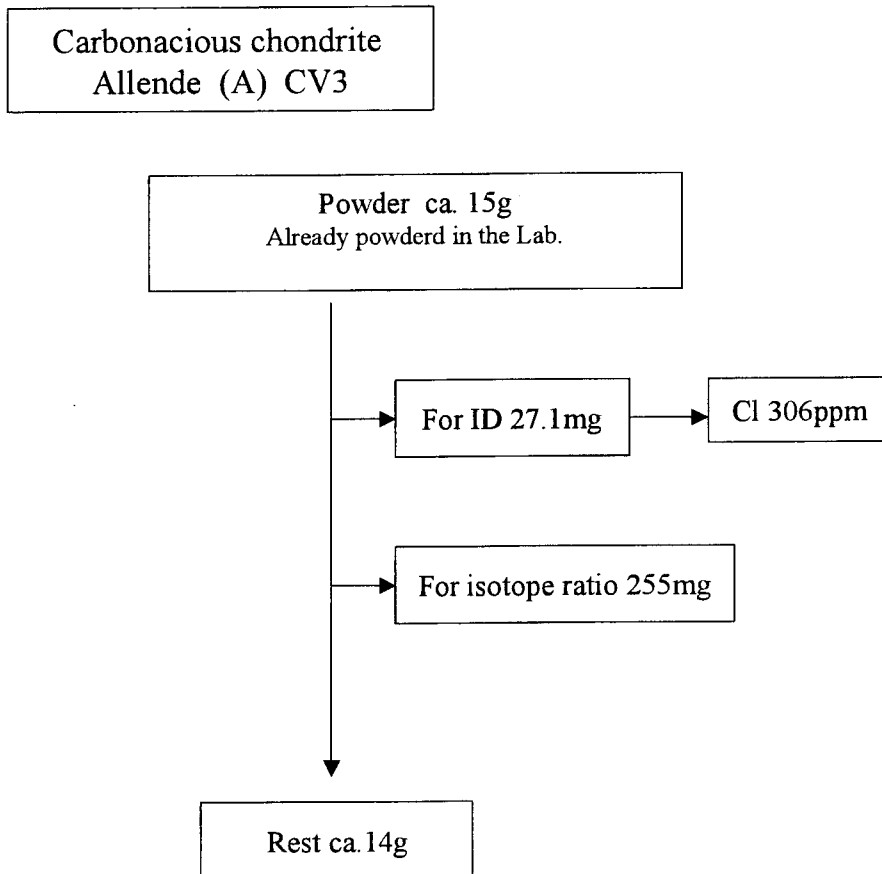 Carbonacious chondrite
Allende (A) CV3
Powder ca. 15g
Already powderd in the Lab.
For ID 27.1mg
Cl 306ppm
For isotope ratio 255mg
Rest ca.14g